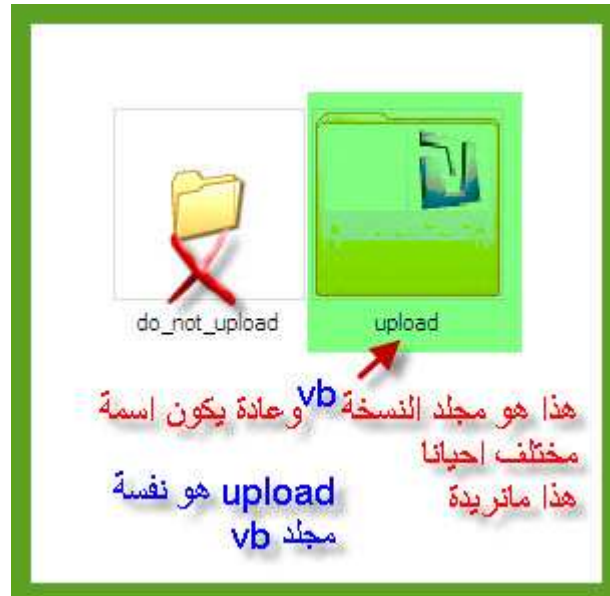 do_not_upload
upload
هذا هو مجلد النسخة vb وعادة يكون اسمة
مختلف احيانا
هذا مانريدة
upload هو نفسة
مجلد vb